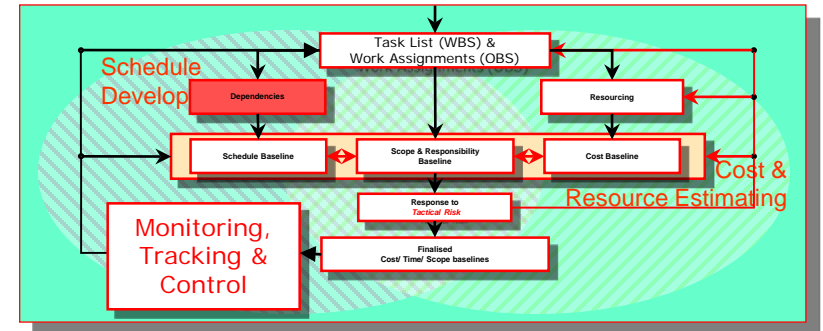 Task List (WBS) &
Work Assignments (OBS)
Schedule
Develop
Dependencies
Resourcing
Schedule Baseline
Scope & Responsibility
Baseline
Cost Baseline
Cost &
Resource Estimating
Response to
Tactical Risk
Monitoring,
Tracking &
Control
Finalised
Cost/ Time/ Scope baselines